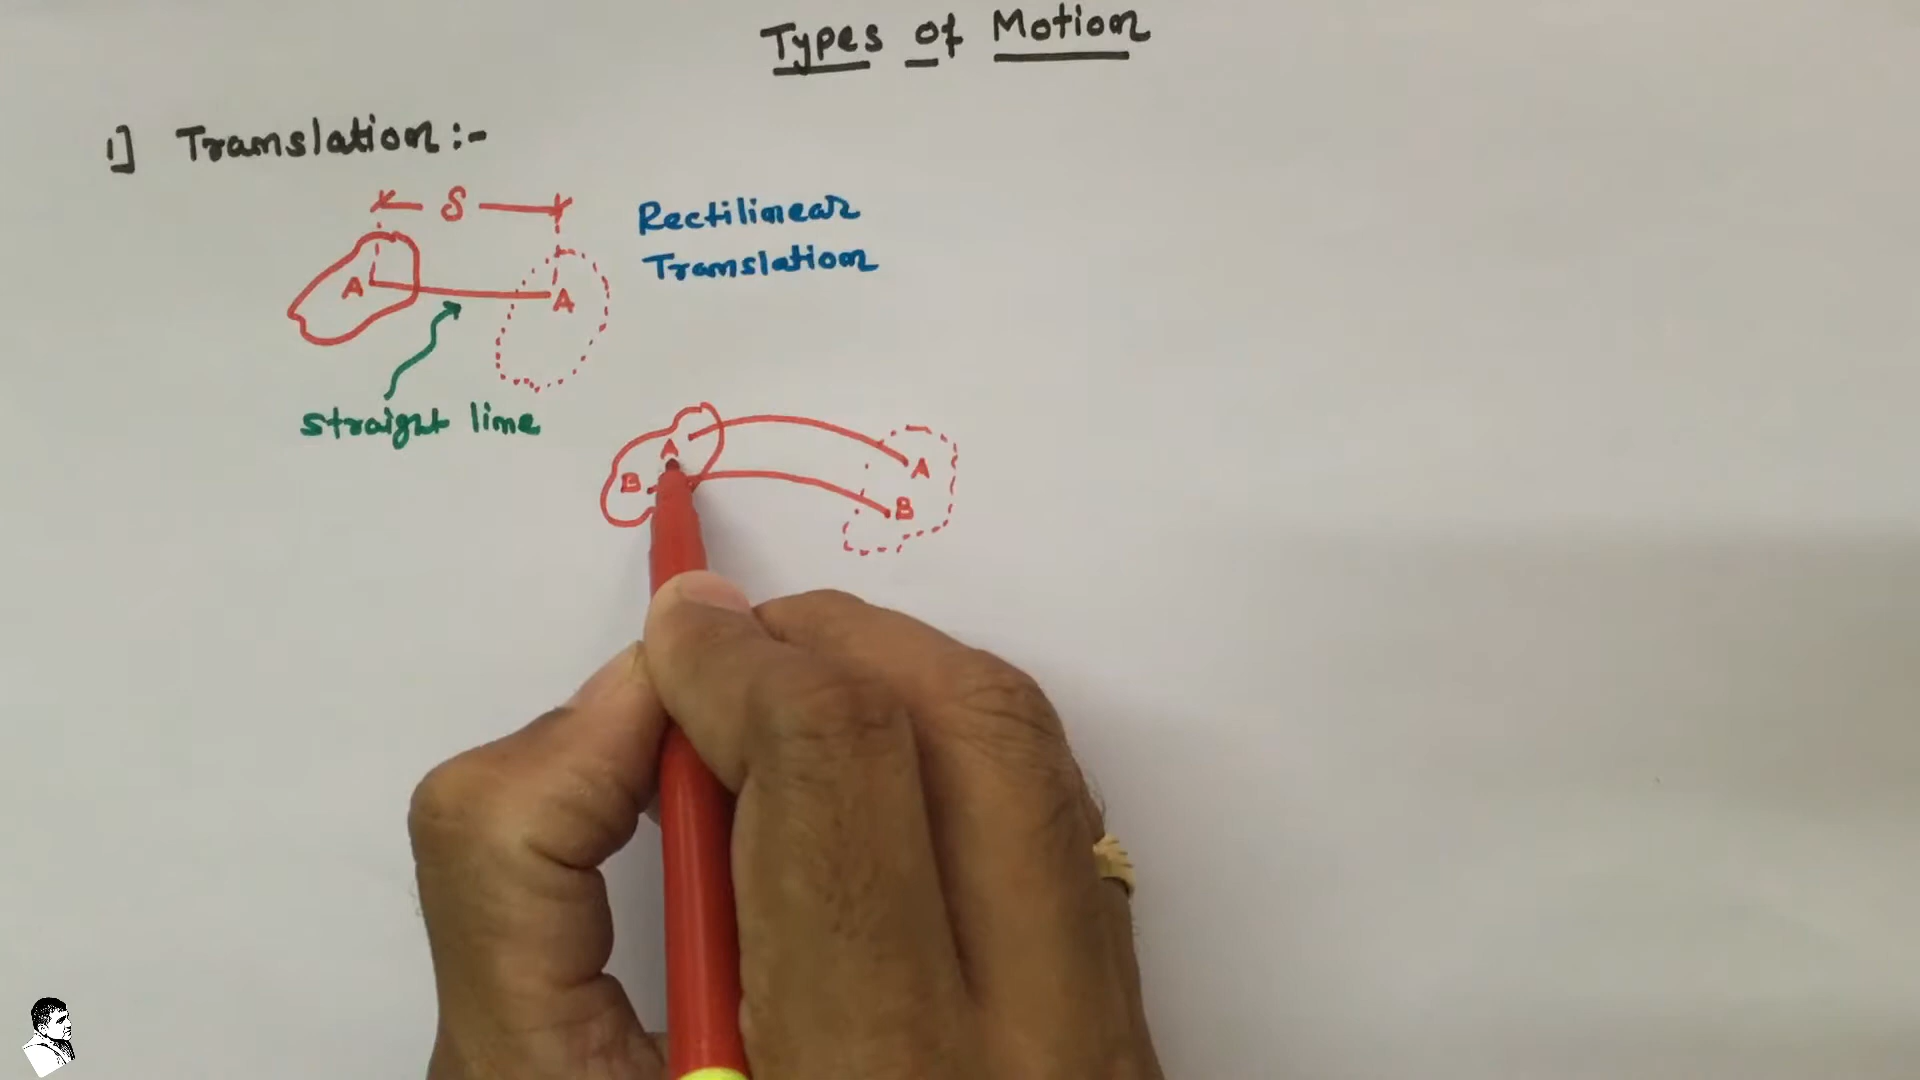 Types of Motion
1] Translation:-
S
Rectilinear
Translation
A
A
straight line
A
A
B
B